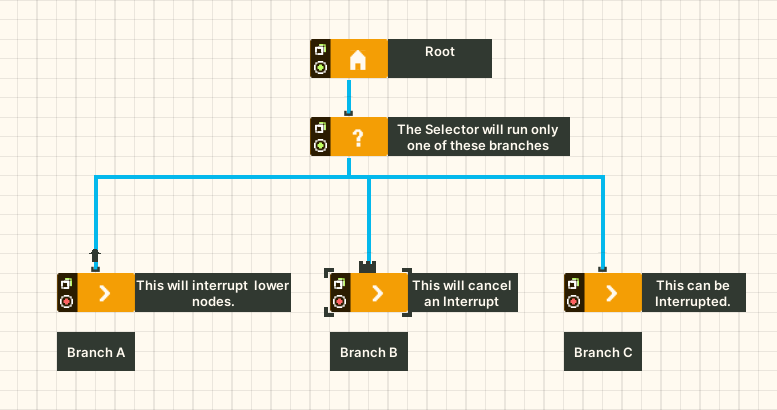 Root
?
The Selector will run only
one of these branches
This will interrupt lower
nodes.
This will cancel
an Interrupt
This can be
Interrupted.
Branch A
Branch B
Branch C